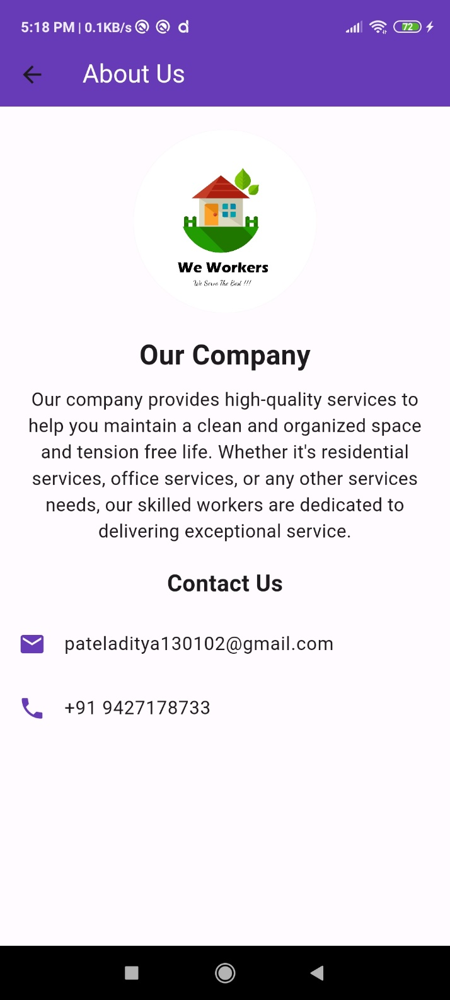 5:18 PM | 0.1KB/s
72
About Us
We Workers
We Serve The Best !!!
Our Company
Our company provides high-quality services to
help you maintain a clean and organized space
and tension free life. Whether it's residential
services, office services, or any other services
needs, our skilled workers are dedicated to
delivering exceptional service.
Contact Us
pateladitya130102@gmail.com
+91 9427178733